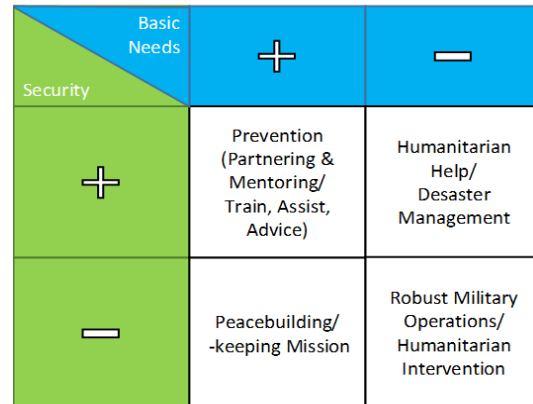 Basic
Needs
Security
+
−
+
Prevention
(Partnering &
Mentoring/
Train, Assist,
Advice)
Humanitarian
Help/
Desaster
Management
−
Peacebuilding/
-keeping Mission
Robust Military
Operations/
Humanitarian
Intervention